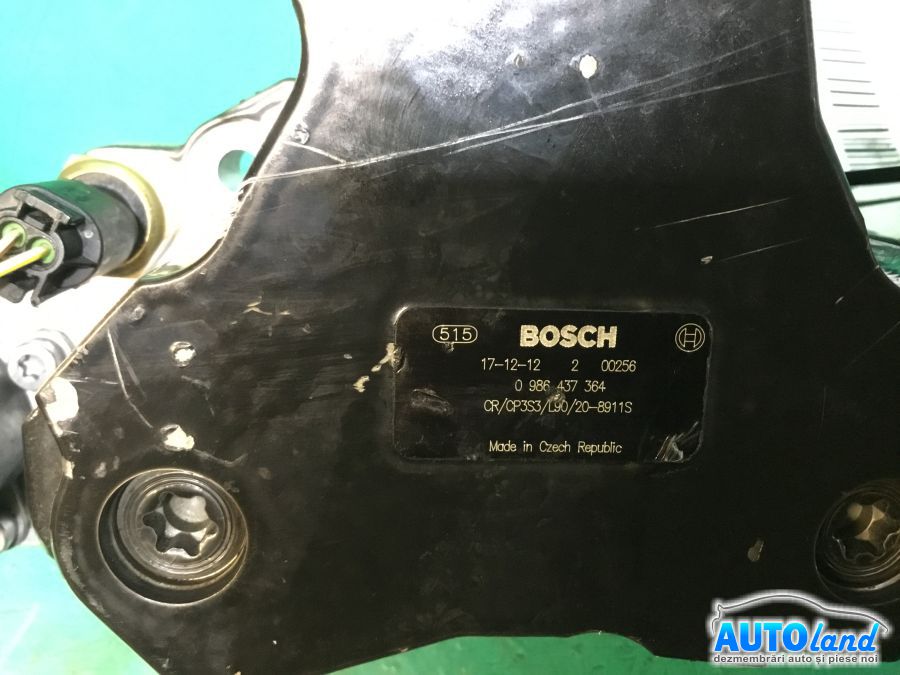 515 BOSCH H
17-12-12 2 00256
0 986 437 364
CR/CP3S3/L90/20-8911S
Made in Czech Republic
AUTOland
dezmembrări auto și piese noi